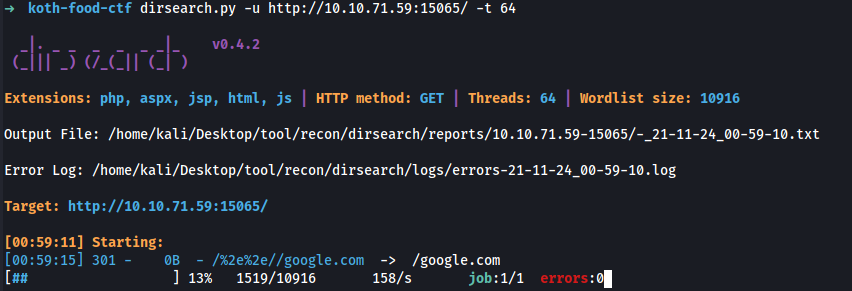 ➜ koth-food-ctf dirsearch.py -u http://10.10.71.59:15065/ -t 64
_|. _ _ _ _ _ _|_ v0.4.2
(_||| _) (/_(_|| (_| )
Extensions: php, aspx, jsp, html, js | HTTP method: GET | Threads: 64 | Wordlist size: 10916
Output File: /home/kali/Desktop/tool/recon/dirsearch/reports/10.10.71.59-15065/-_21-11-24_00-59-10.txt
Error Log: /home/kali/Desktop/tool/recon/dirsearch/logs/errors-21-11-24_00-59-10.log
Target: http://10.10.71.59:15065/
[00:59:11] Starting:
[00:59:15] 301 - 0B - /%2e%2e//google.com -> /google.com
[## ] 13% 1519/10916 158/s job:1/1 errors:0